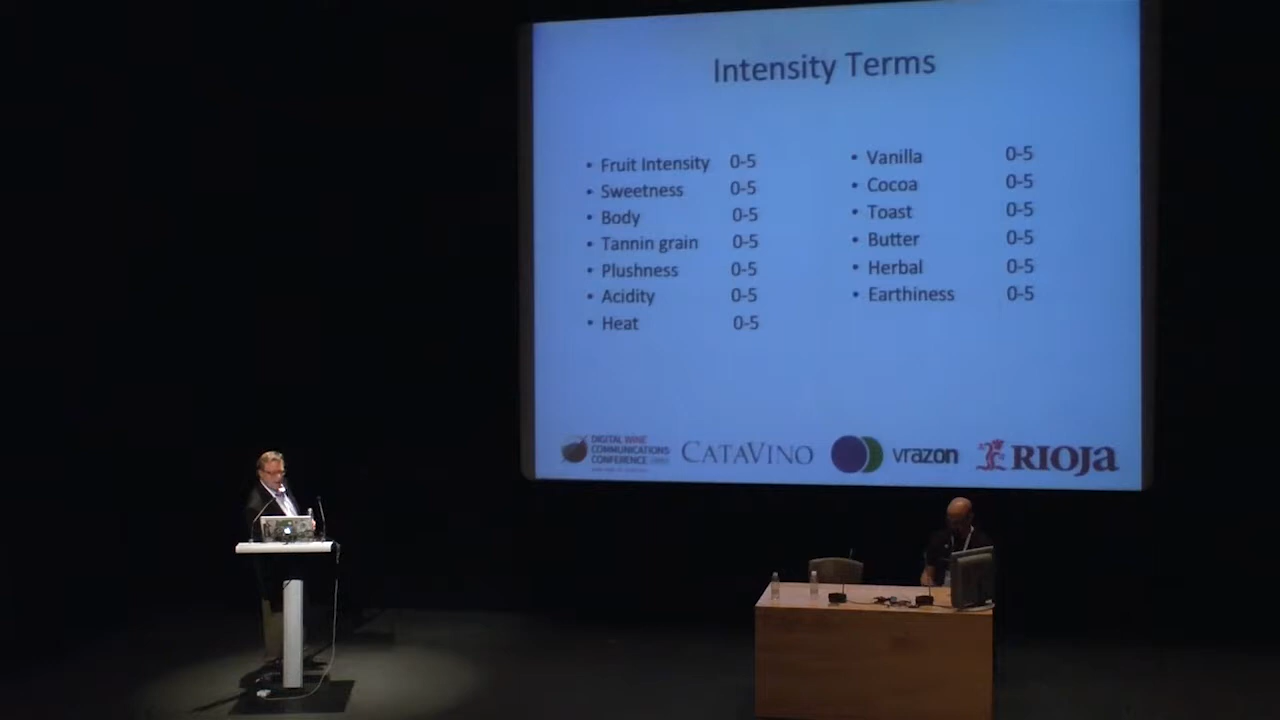 Intensity Terms
• Fruit Intensity 0-5
• Sweetness 0-5
• Body 0-5
• Tannin grain 0-5
• Plushness 0-5
• Acidity 0-5
• Heat 0-5
• Vanilla 0-5
• Cocoa 0-5
• Toast 0-5
• Butter 0-5
• Herbal 0-5
• Earthiness 0-5
DIGITAL WINE
COMMUNICATIONS
CONFERENCE
CATAVINO
vrazon
RIOJA